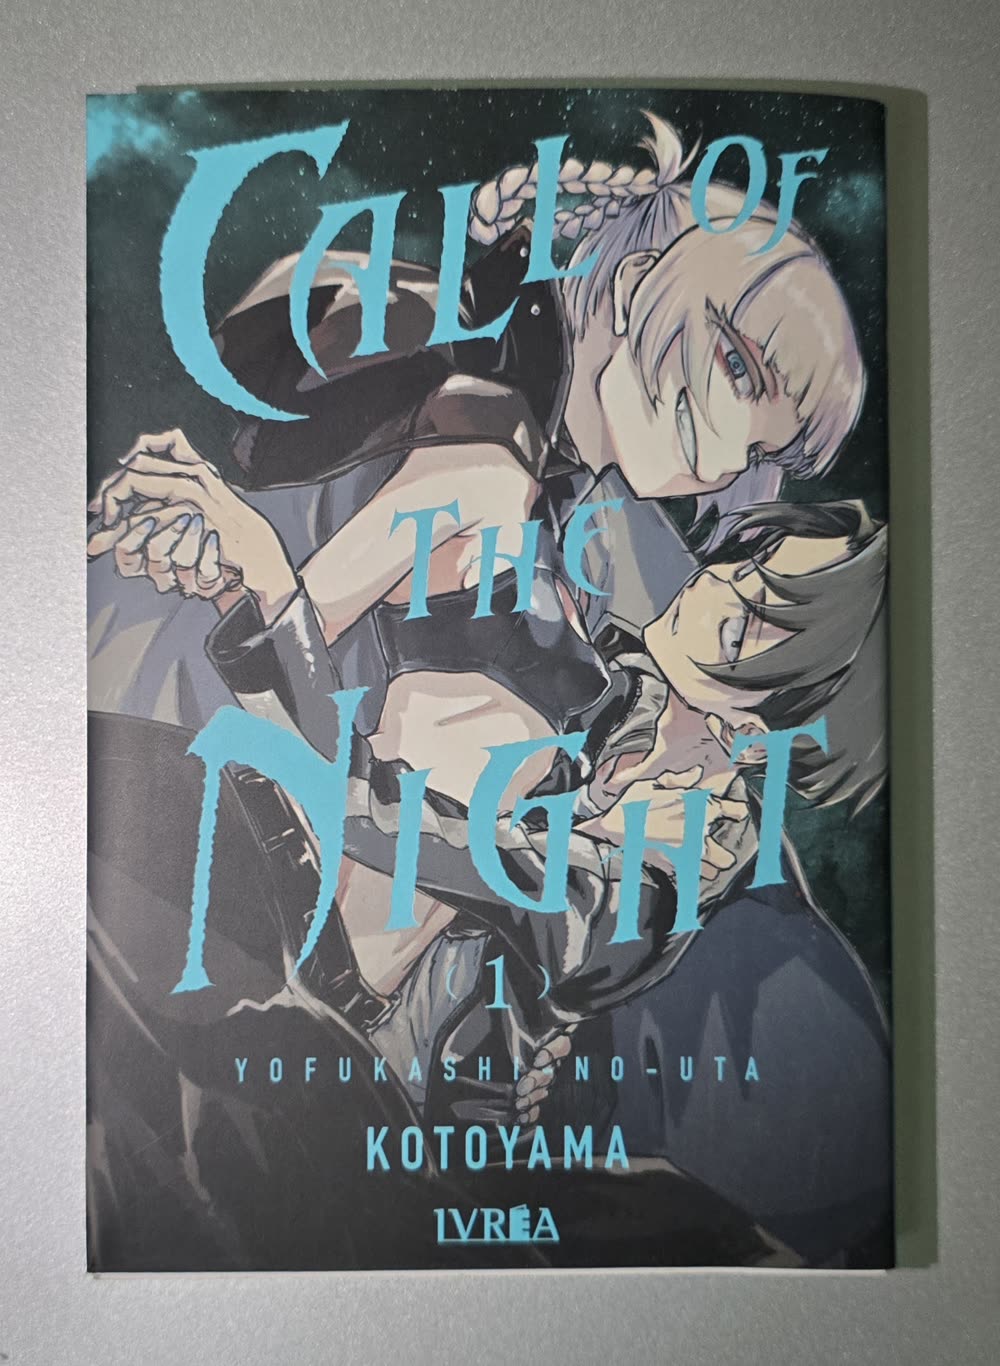 CALL OF
THE
NIGHT
(1)
YOFUKASHI-NO-UTA
KOTOYAMA
IVREA